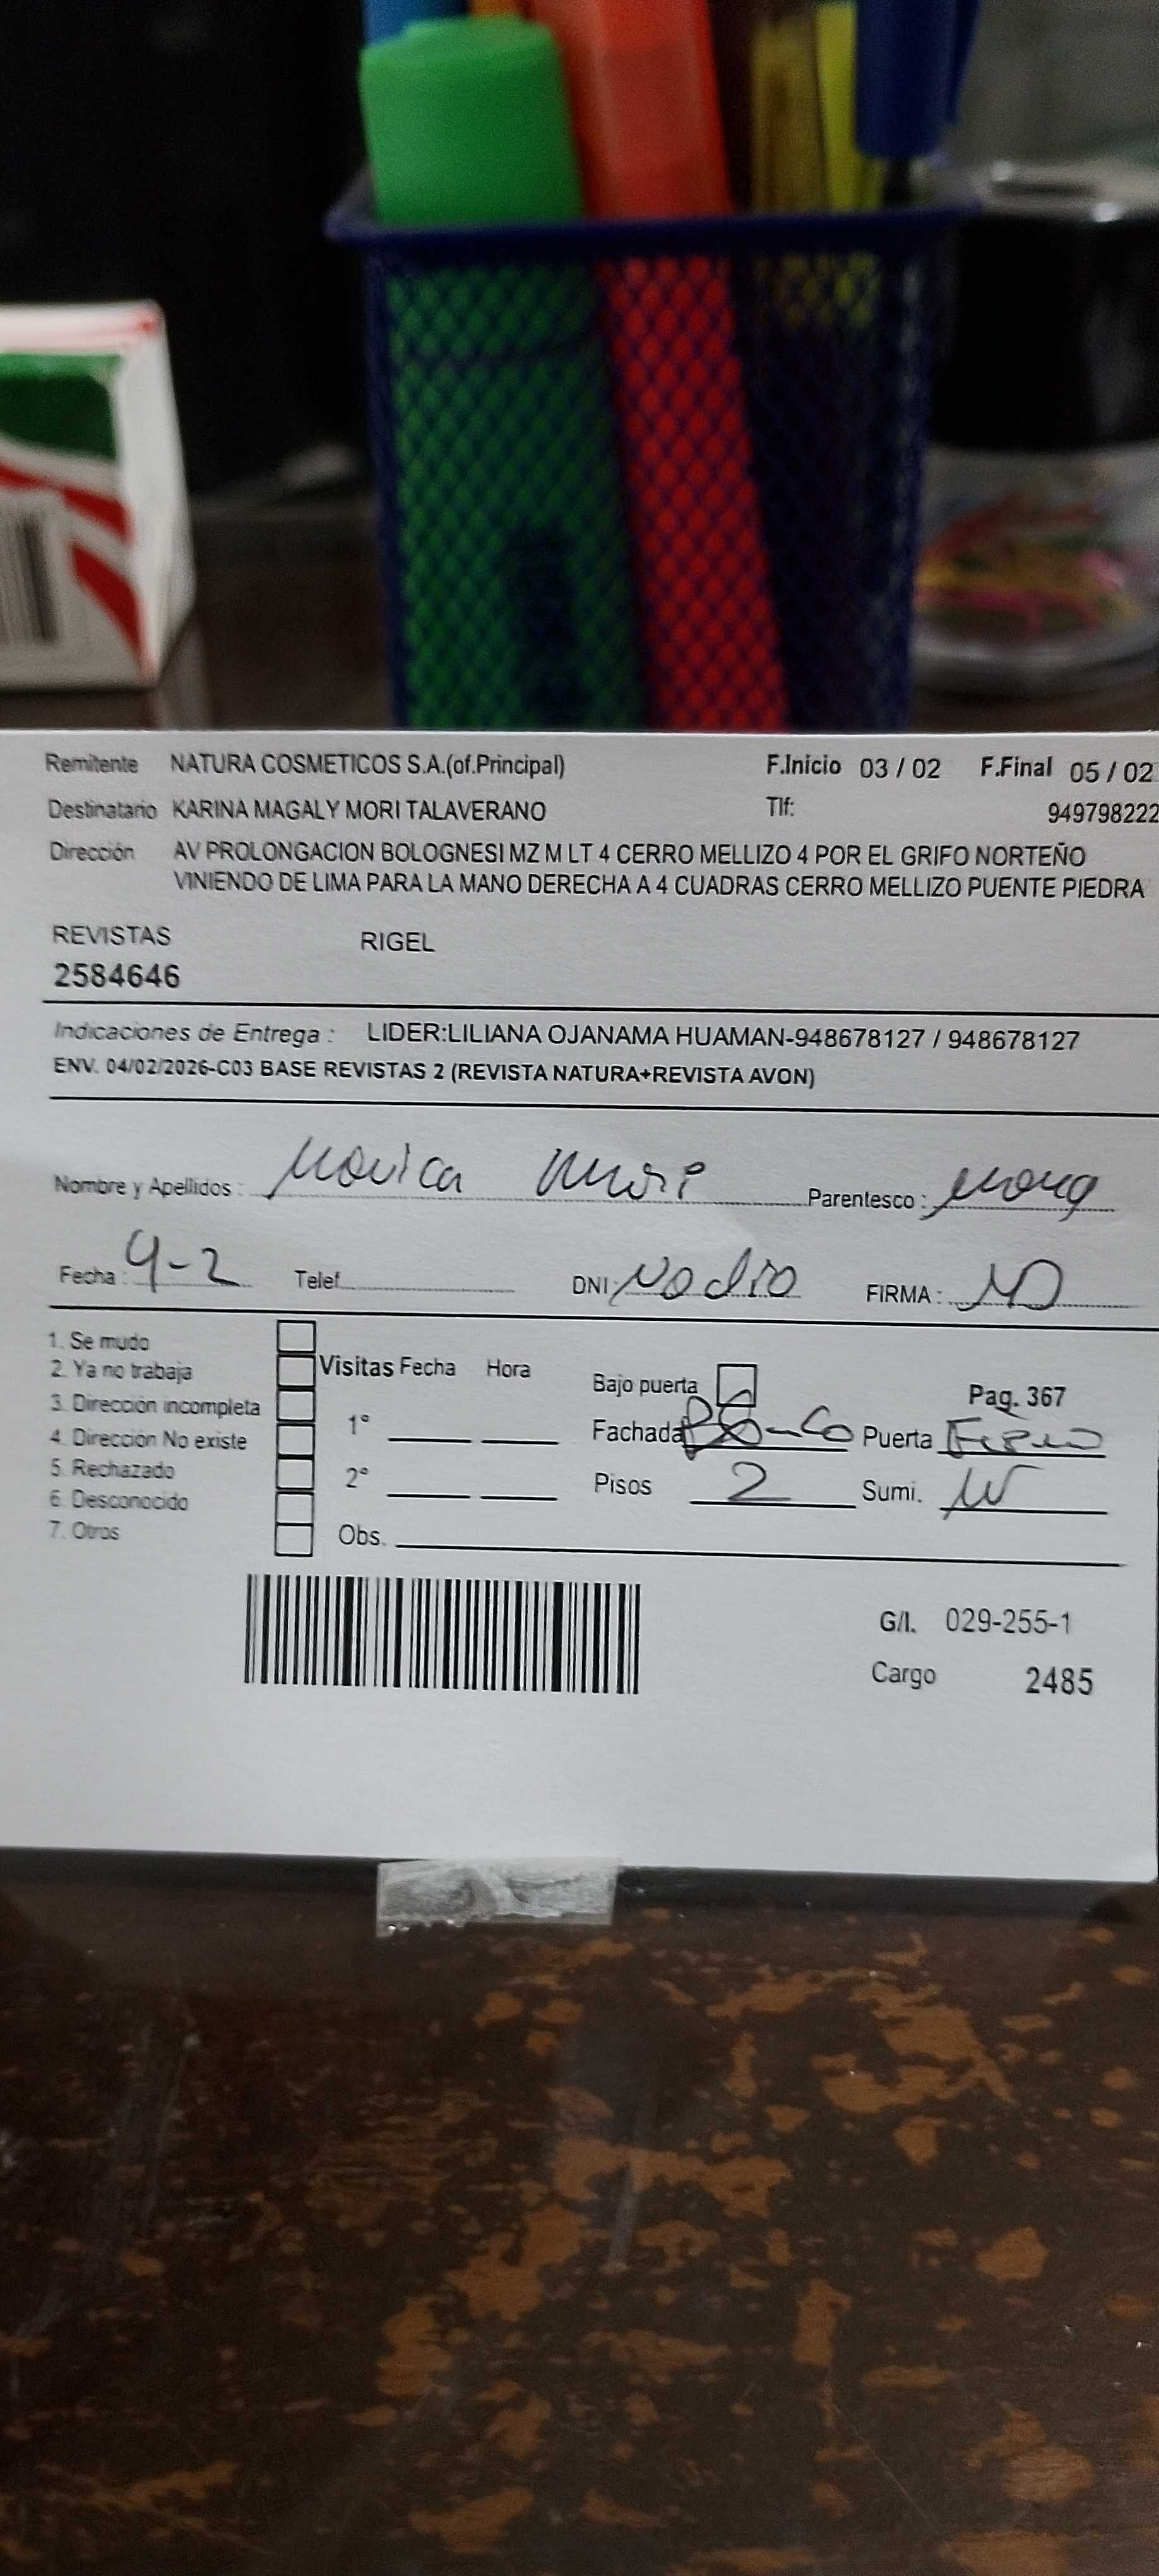 Remitente NATURA COSMETICOS S.A.(of.Principal) F.Inicio 03 / 02 F.Final 05 / 02
Destinatario KARINA MAGALY MORI TALAVERANO Tlf: 949798222
Dirección AV PROLONGACION BOLOGNESI MZ M LT 4 CERRO MELLIZO 4 POR EL GRIFO NORTEÑO
VINIENDO DE LIMA PARA LA MANO DERECHA A 4 CUADRAS CERRO MELLIZO PUENTE PIEDRA
REVISTAS RIGEL
2584646
Indicaciones de Entrega : LIDER:LILIANA OJANAMA HUAMAN-948678127 / 948678127
ENV. 04/02/2026-C03 BASE REVISTAS 2 (REVISTA NATURA+REVISTA AVON)
Nombre y Apellidos : Monica Mori Parentesco :
Fecha : 4-2 Telef. DNI: No dio FIRMA : ND
1. Se mudo
2. Ya no trabaja Visitas Fecha Hora Bajo puerta Pag. 367
3. Dirección incompleta 1° Fachada Blanco Puerta Fierro
4. Dirección No existe
5. Rechazado 2° Pisos 2 Sumi.
6. Desconocido
7. Otros Obs.
G/I. 029-255-1
Cargo 2485